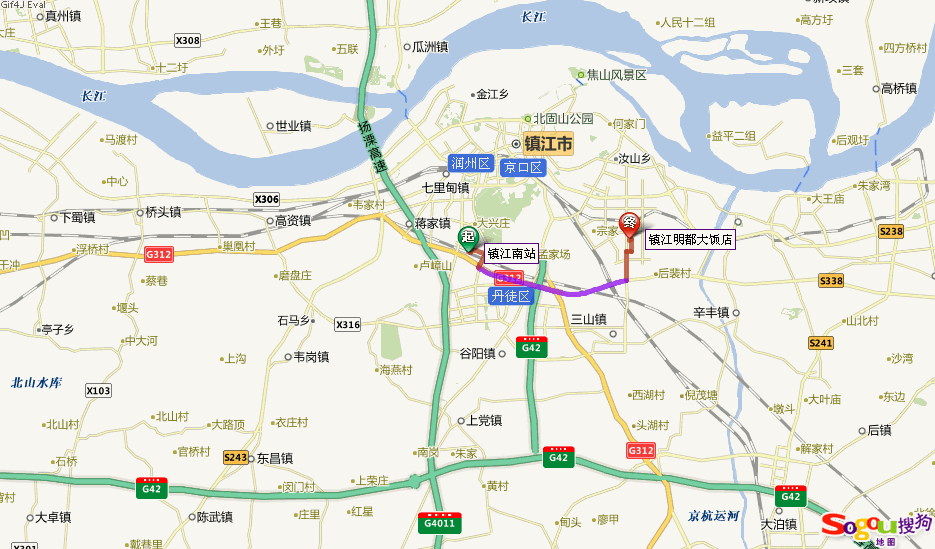 Gif4J Eval
真州镇
王巷
长江
人民十二组
高方圩
X308
瓜洲镇
外圩
五联
四方桥村
十二圩
焦山风景区
三套
高桥镇
长江
金江乡
世业镇
扬溧高速
北固山公园
何家门
益平二组
后观圩
马渡村
镇江市
润州区
京口区
汝山乡
中心
七里甸镇
朱家湾
大王庙
X306
韦家村
下蜀镇
桥头镇
高资镇
蒋家镇
大兴庄
起
终
宗家
镇江明都大饭店
S238
浮桥村
巢凰村
G312
镇江南站
孟家场
卢嶂山
干冲
蔡巷
磨盘庄
G312
后裴村
S338
丹徒区
堰头
石马乡
X316
三山镇
辛丰镇
山北村
亭子乡
中大河
G42
S241
谷阳镇
上沟
韦岗镇
沙湾
海燕村
北山水库
X103
西湖村
倪茂塘
大叶庙
东边
墩斗
北山村
北山村
大路顶
衣庄村
上党镇
头湖村
后镇
官桥村
解家村
石桥
S243
东昌镇
南岗
朱家
G42
G312
G42
闵门村
上荣庄
黄村
G42
大卓镇
陈武镇
庄里
红星
G4011
甸头
廖甲
京杭运河
大泊镇
Sogou搜狗
地图
戴巷里
X301